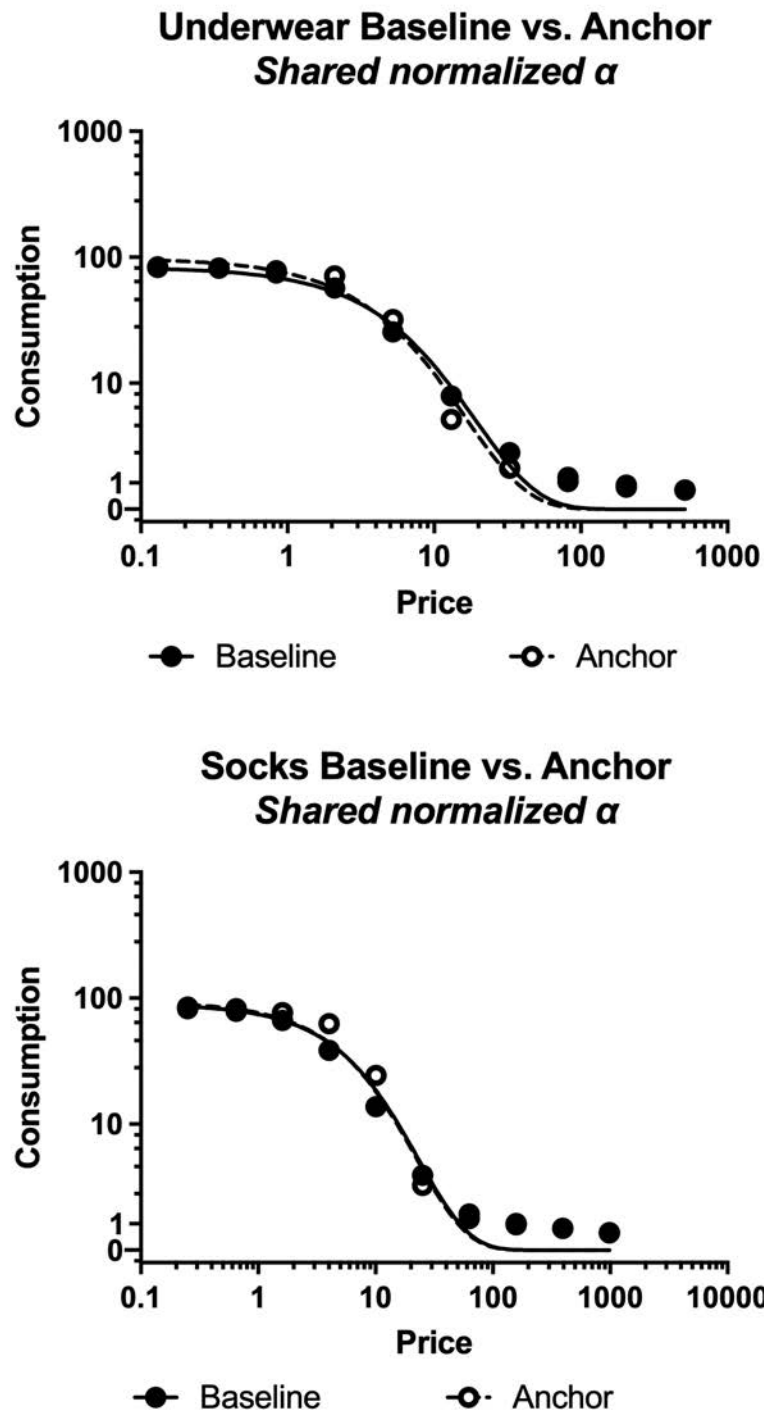 Underwear Baseline vs. Anchor
Shared normalized α
1000
100
10
1
0
Consumption
0.1 1 10 100 1000
Price
Baseline Anchor
Socks Baseline vs. Anchor
Shared normalized α
1000
100
10
1
0
Consumption
0.1 1 10 100 1000 10000
Price
Baseline Anchor